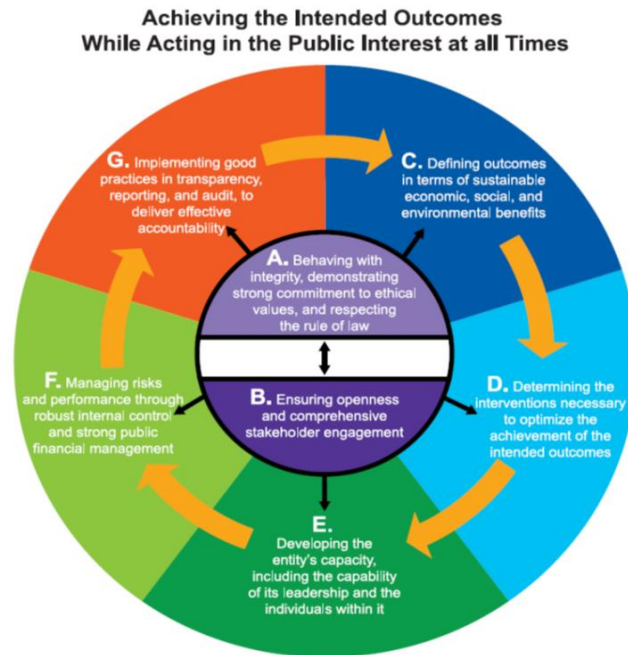 Achieving the Intended Outcomes
While Acting in the Public Interest at all Times
G. Implementing good
practices in transparency,
reporting, and audit, to
deliver effective
accountability
C. Defining outcomes
in terms of sustainable
economic, social, and
environmental benefits
A. Behaving with
integrity, demonstrating
strong commitment to ethical
values, and respecting
the rule of law
B. Ensuring openness
and comprehensive
stakeholder engagement
F. Managing risks
and performance through
robust internal control
and strong public
financial management
D. Determining the
interventions necessary
to optimize the
achievement of the
intended outcomes
E.
Developing the
entity's capacity,
including the capability
of its leadership and the
individuals within it